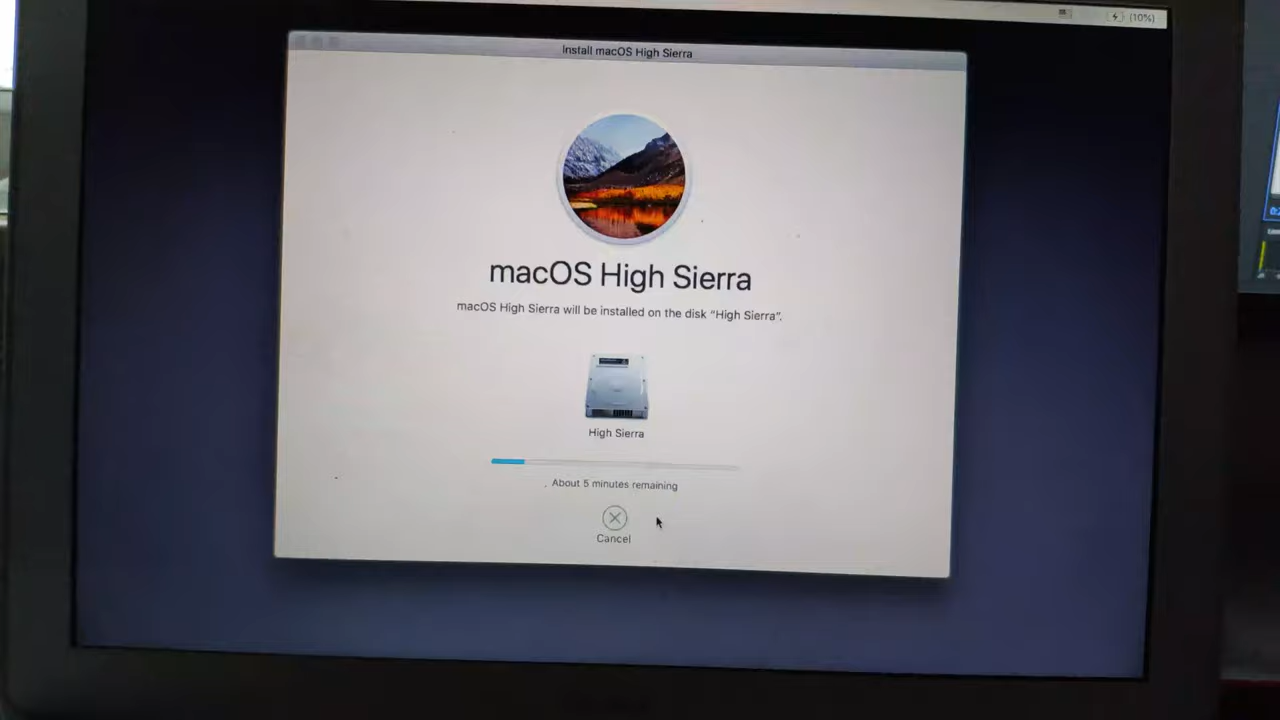 (10%)
Install macOS High Sierra
macOS High Sierra
macOS High Sierra will be installed on the disk “High Sierra”.
High Sierra
About 5 minutes remaining
Cancel